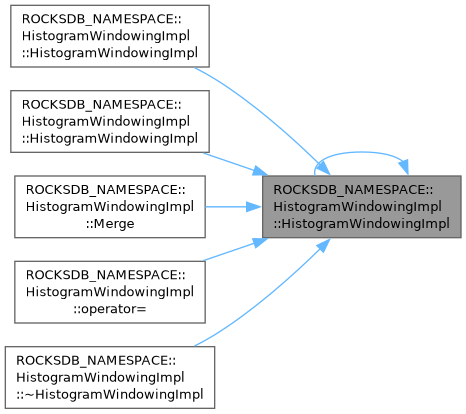 ROCKSDB_NAMESPACE::
HistogramWindowingImpl
::HistogramWindowingImpl
ROCKSDB_NAMESPACE::
HistogramWindowingImpl
::HistogramWindowingImpl
ROCKSDB_NAMESPACE::
HistogramWindowingImpl
::Merge
ROCKSDB_NAMESPACE::
HistogramWindowingImpl
::operator=
ROCKSDB_NAMESPACE::
HistogramWindowingImpl
::~HistogramWindowingImpl
ROCKSDB_NAMESPACE::
HistogramWindowingImpl
::HistogramWindowingImpl